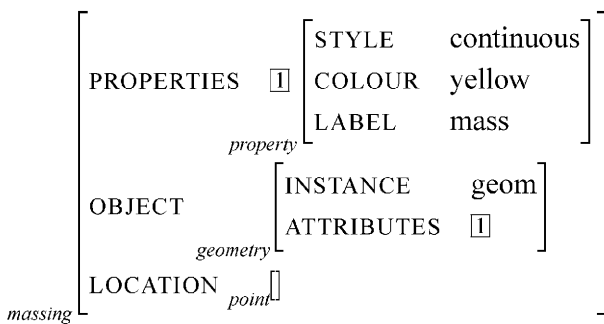 STYLE continuous
PROPERTIES 1 COLOUR yellow
LABEL mass
property
INSTANCE geom
OBJECT
ATTRIBUTES 1
geometry
LOCATION point[]
massing